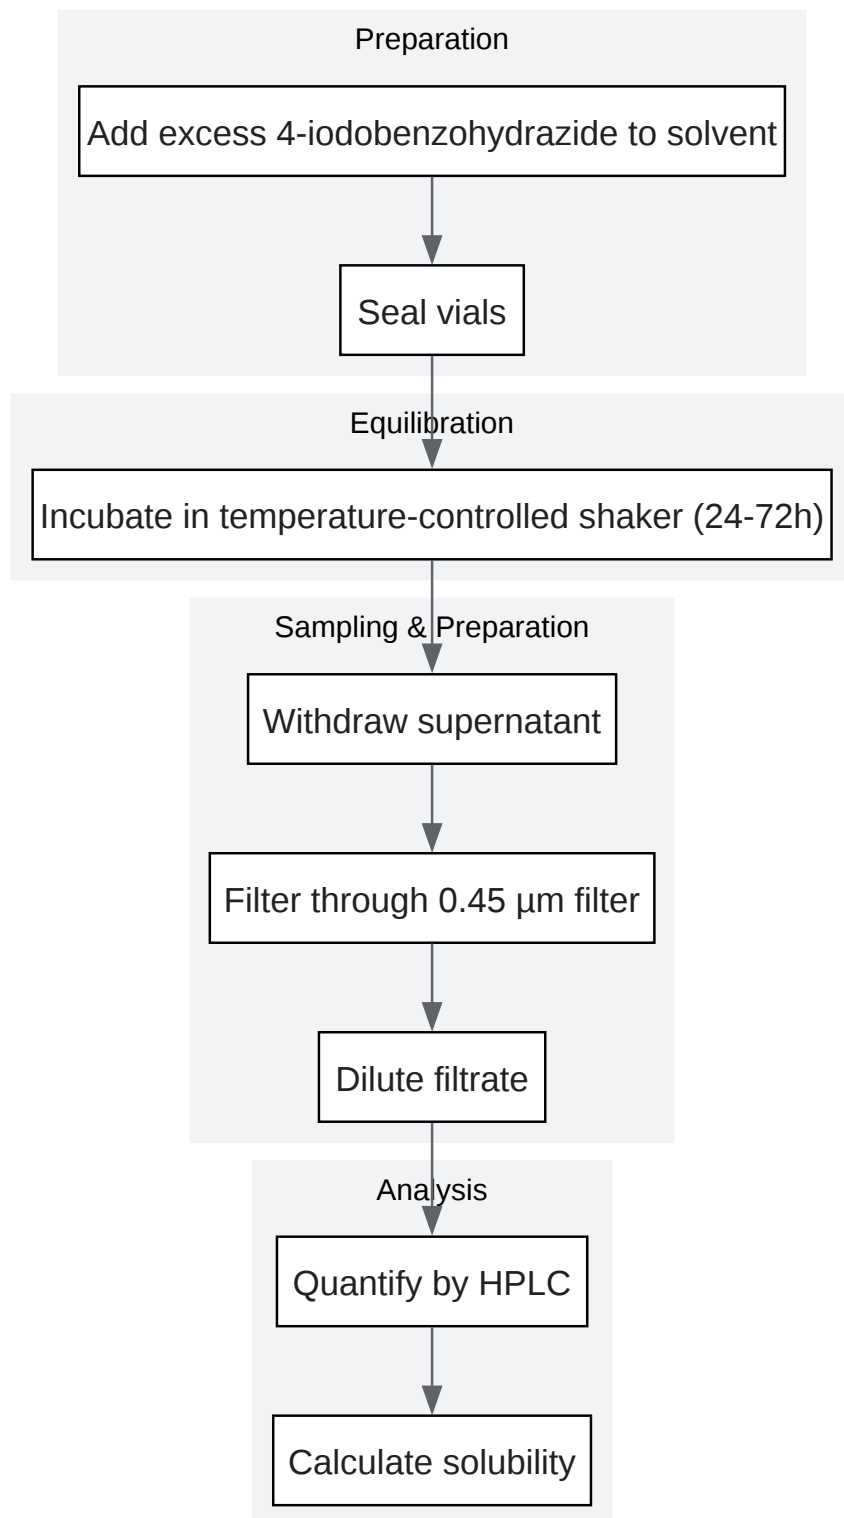 Preparation
Add excess 4-iodobenzohydrazide to solvent
Seal vials
Equilibration
Incubate in temperature-controlled shaker (24-72h)
Sampling & Preparation
Withdraw supernatant
Filter through 0.45 µm filter
Dilute filtrate
Analysis
Quantify by HPLC
Calculate solubility